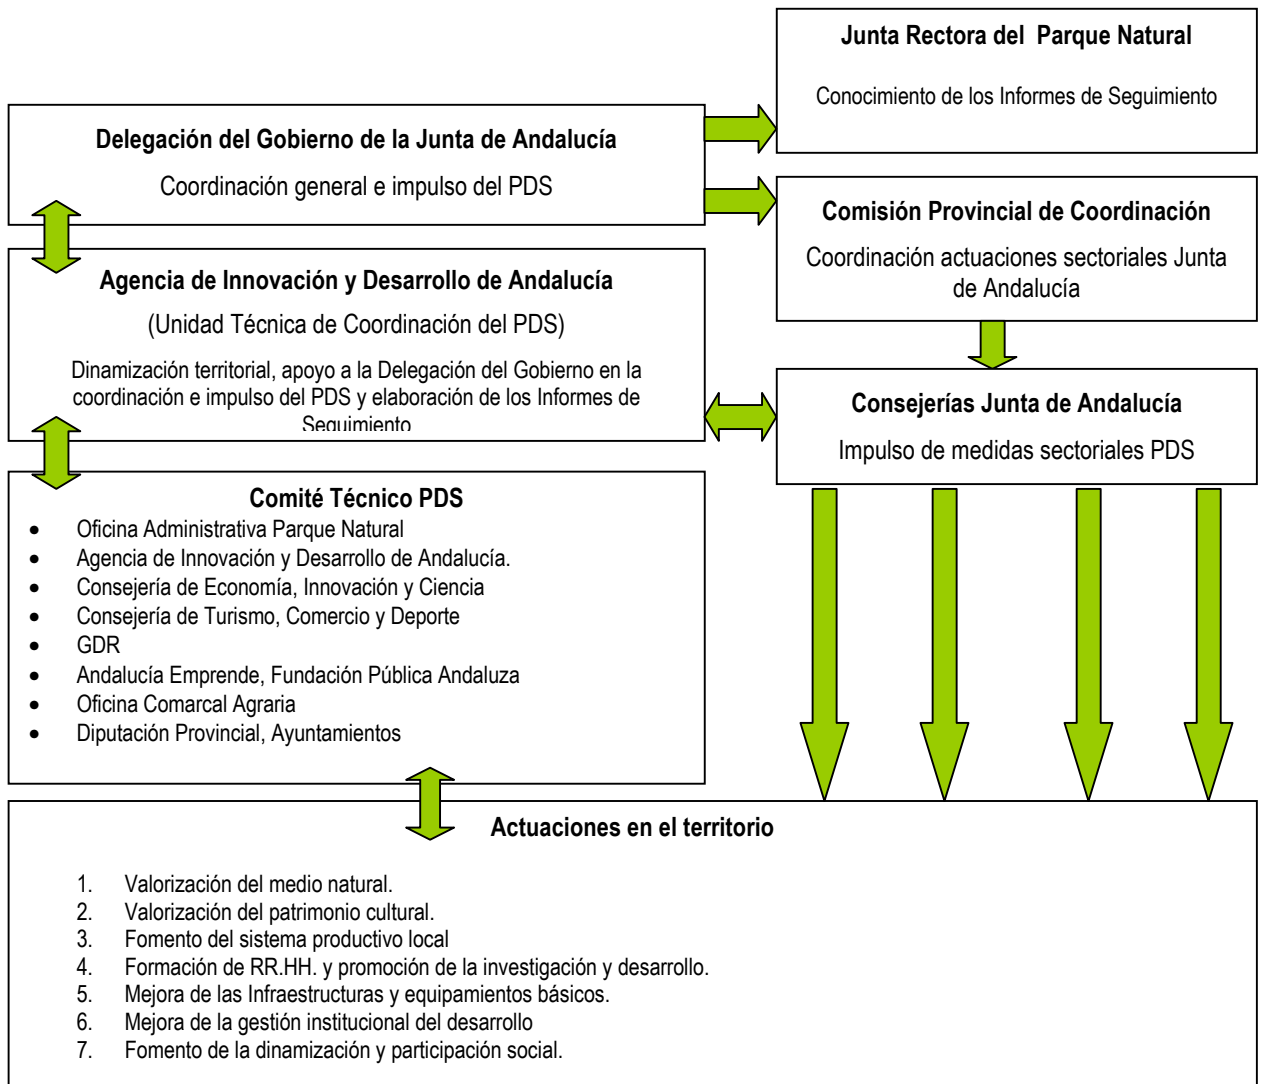 Junta Rectora del Parque Natural
Conocimiento de los Informes de Seguimiento
Delegación del Gobierno de la Junta de Andalucía
Coordinación general e impulso del PDS
Comisión Provincial de Coordinación
Coordinación actuaciones sectoriales Junta
de Andalucía
Agencia de Innovación y Desarrollo de Andalucía
(Unidad Técnica de Coordinación del PDS)
Dinamización territorial, apoyo a la Delegación del Gobierno en la
coordinación e impulso del PDS y elaboración de los Informes de
Seguimiento
Consejerías Junta de Andalucía
Impulso de medidas sectoriales PDS
Comité Técnico PDS
• Oficina Administrativa Parque Natural
• Agencia de Innovación y Desarrollo de Andalucía.
• Consejería de Economía, Innovación y Ciencia
• Consejería de Turismo, Comercio y Deporte
• GDR
• Andalucía Emprende, Fundación Pública Andaluza
• Oficina Comarcal Agraria
• Diputación Provincial, Ayuntamientos
Actuaciones en el territorio
1. Valorización del medio natural.
2. Valorización del patrimonio cultural.
3. Fomento del sistema productivo local
4. Formación de RR.HH. y promoción de la investigación y desarrollo.
5. Mejora de las Infraestructuras y equipamientos básicos.
6. Mejora de la gestión institucional del desarrollo
7. Fomento de la dinamización y participación social.